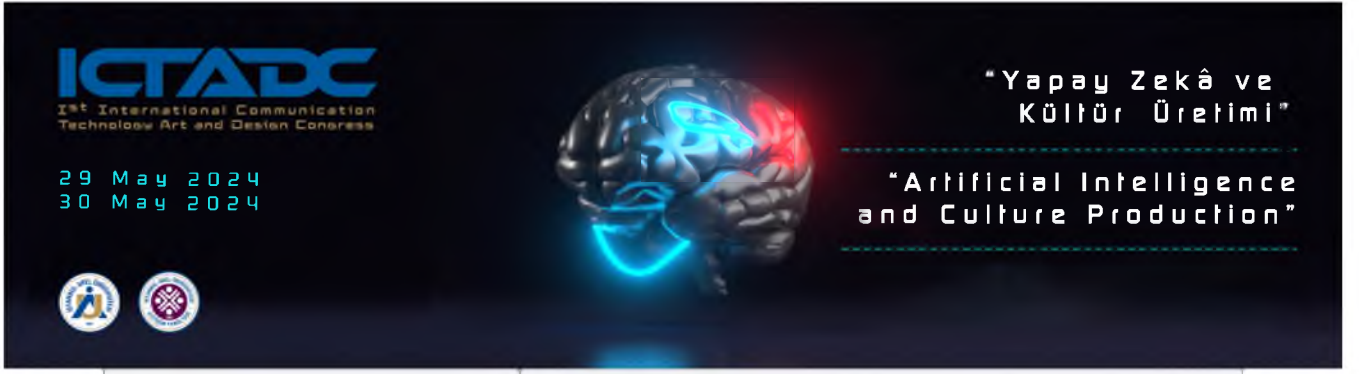 ICTADC
Ist International Communication
Technology Art and Design Congress
29 May 2024
30 May 2024
"Yapay Zekâ ve
Kültür Üretimi"
"Artificial Intelligence
and Culture Production"